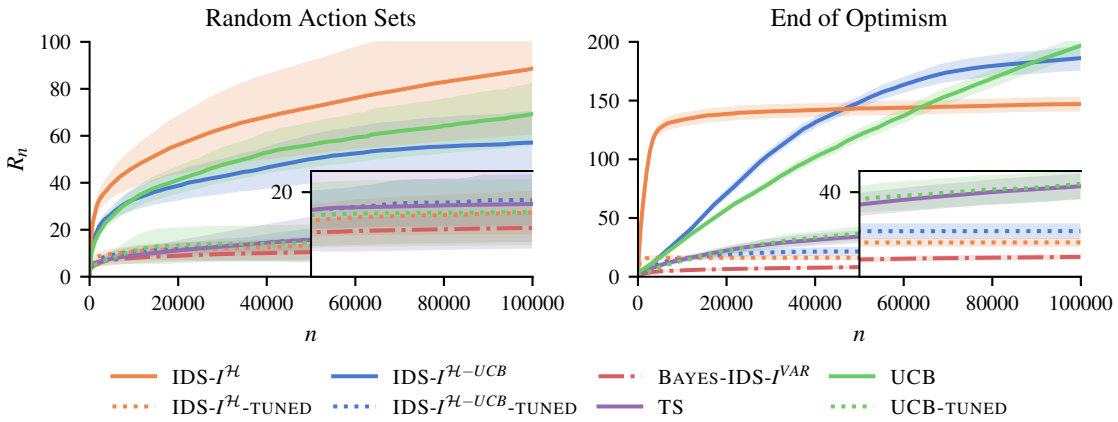 Random Action Sets
End of Optimism
100
80
60
40
20
0
R_n
20
0
20000
40000
60000
80000
100000
n
200
150
100
50
0
40
0
20000
40000
60000
80000
100000
n
IDS-I^ℋ
IDS-I^{ℋ−UCB}
BAYES-IDS-I^{VAR}
UCB
IDS-I^ℋ-TUNED
IDS-I^{ℋ−UCB}-TUNED
TS
UCB-TUNED